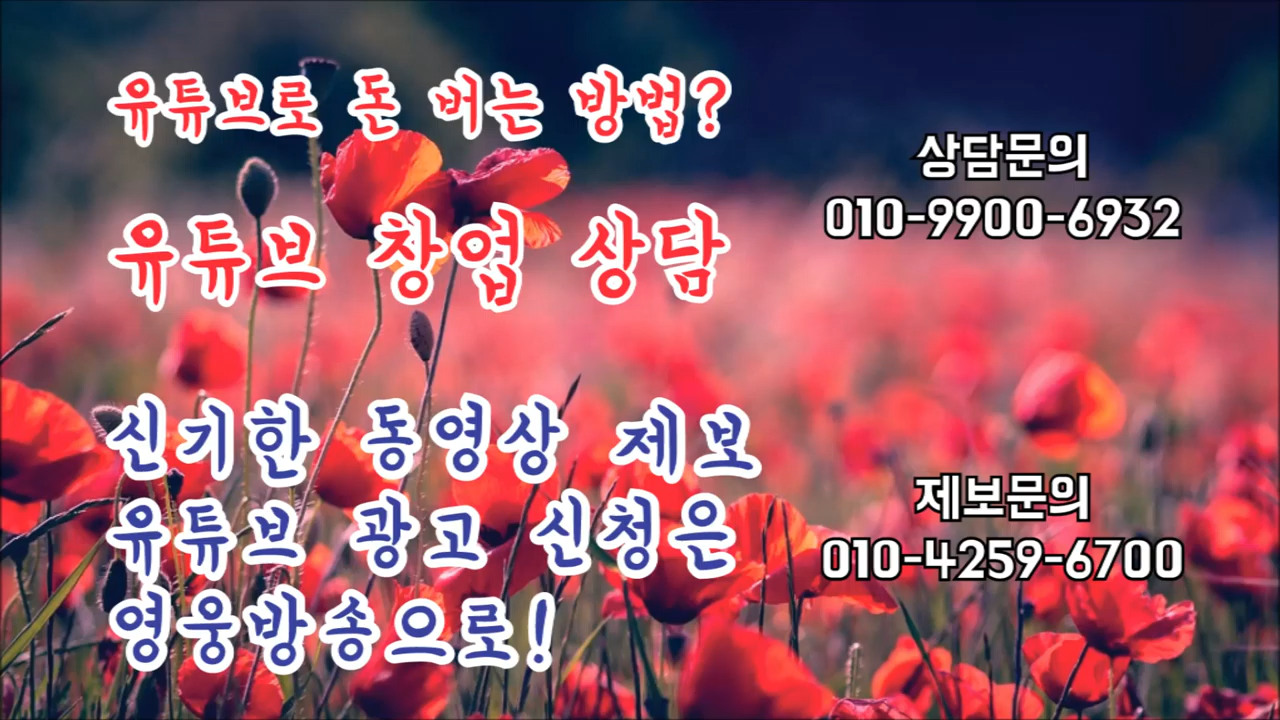 유튜브로 돈 버는 방법?
유튜브 창업 상담
상담문의
010-9900-6932
신기한 동영상 제보
유튜브 광고 신청은
영웅방송으로!
제보문의
010-4259-6700